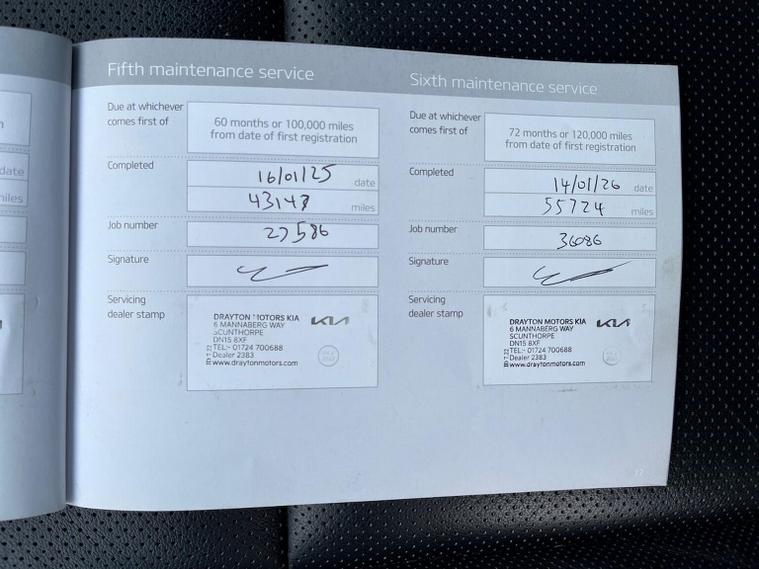 Fifth maintenance service
Due at whichever
comes first of
60 months or 100,000 miles
from date of first registration
Completed
16/01/25 date
43147 miles
Job number
27586
Signature
Servicing
dealer stamp
DRAYTON MOTORS KIA
6 MANNABERG WAY
SCUNTHORPE
DN15 8XF
TEL:- 01724 700688
Dealer 2383
www.draytonmotors.com
KIA
Sixth maintenance service
Due at whichever
comes first of
72 months or 120,000 miles
from date of first registration
Completed
14/01/26 date
55724 miles
Job number
36086
Signature
Servicing
dealer stamp
DRAYTON MOTORS KIA
6 MANNABERG WAY
SCUNTHORPE
DN15 8XF
TEL:- 01724 700688
Dealer 2383
www.draytonmotors.com
KIA
date
miles